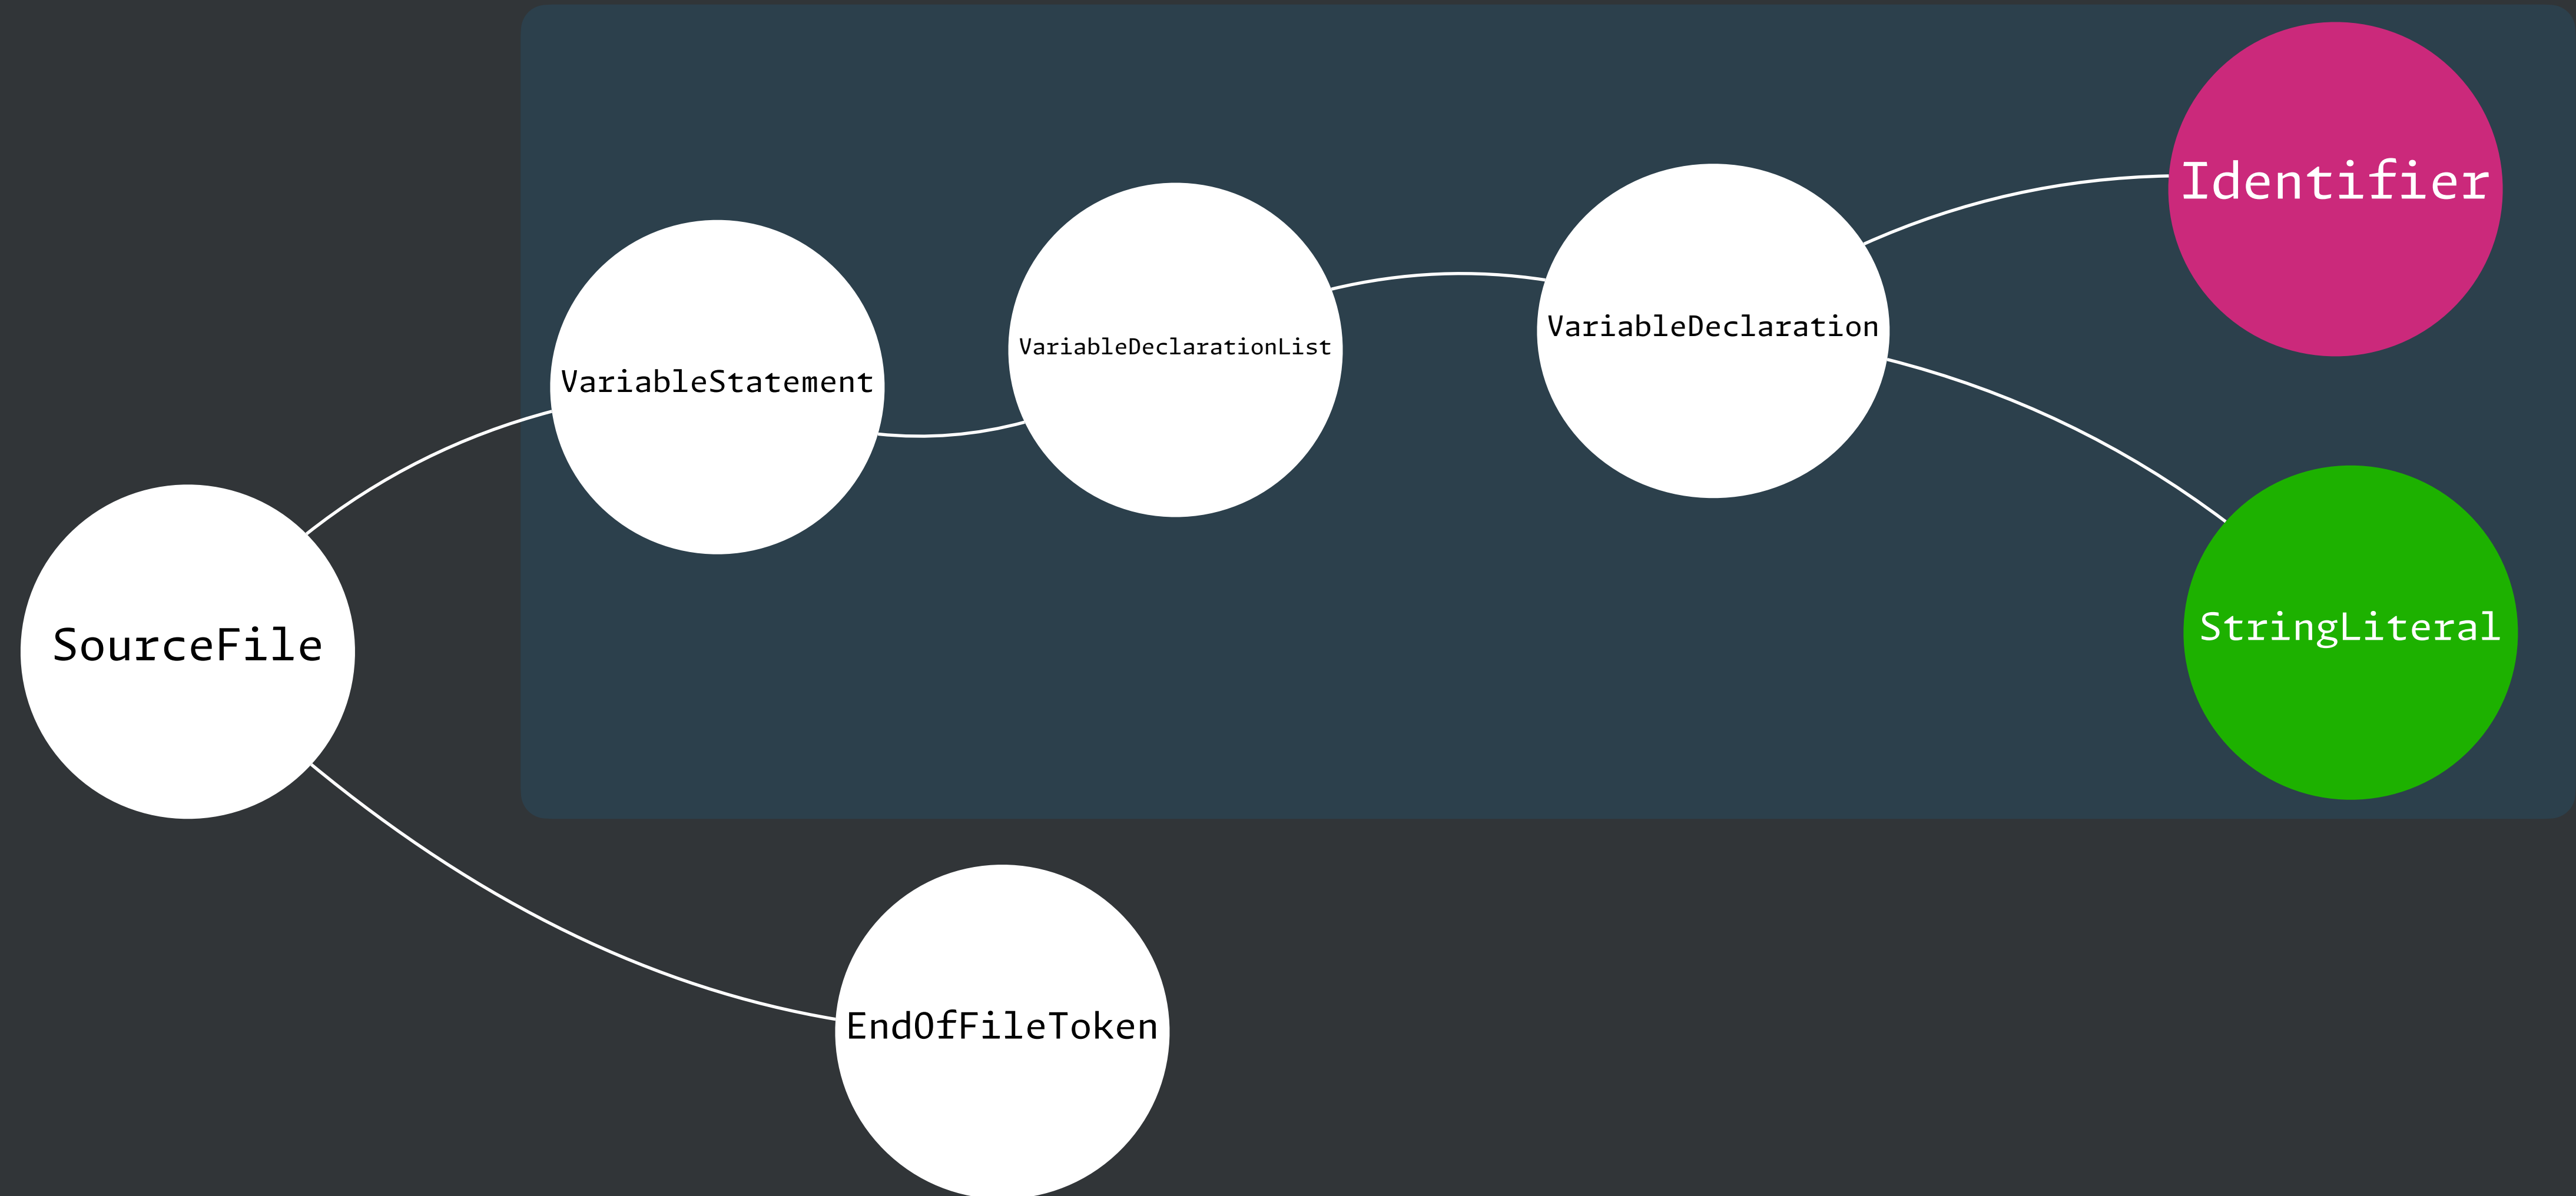 Identifier
VariableDeclaration
VariableDeclarationList
VariableStatement
StringLiteral
SourceFile
EndOfFileToken